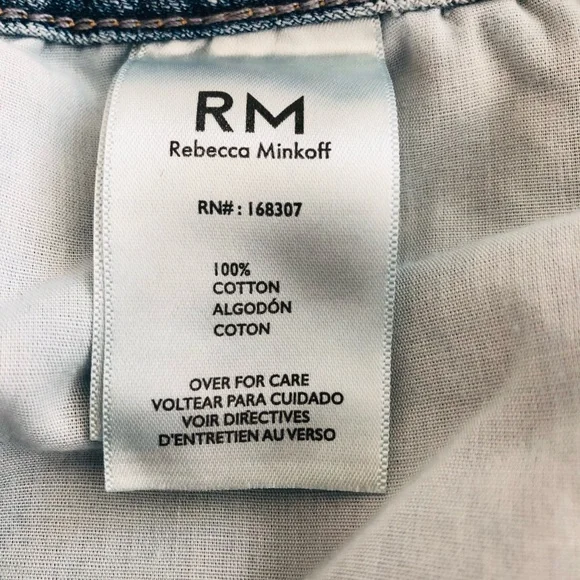 RM
Rebecca Minkoff
RN#: 168307
100%
COTTON
ALGODÓN
COTON
OVER FOR CARE
VOLTEAR PARA CUIDADO
VOIR DIRECTIVES
D'ENTRETIEN AU VERSO